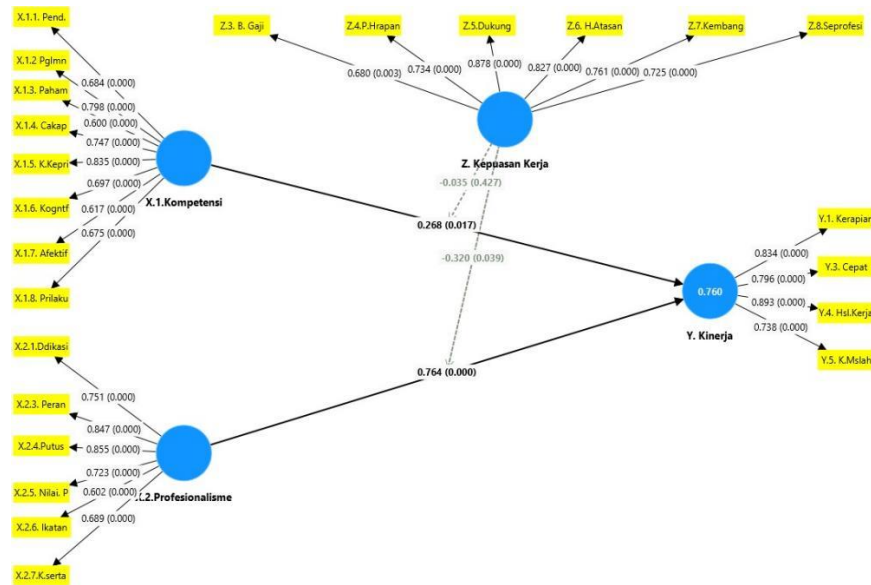 X.1.1. Pend.
X.1.2 Pglmn
X.1.3. Paham
X.1.4. Cakap
X.1.5. K.Kepri
X.1.6. Kogntf
X.1.7. Afektif
X.1.8. Prilaku
0.684 (0.000)
0.798 (0.000)
0.600 (0.000)
0.747 (0.000)
0.835 (0.000)
0.697 (0.000)
0.617 (0.000)
0.675 (0.000)
X.1.Kompetensi
Z.3. B. Gaji
Z.4.P.Hrapan
Z.5.Dukung
Z.6. H.Atasan
Z.7.Kembang
Z.8.Seprofesi
0.680 (0.003)
0.734 (0.000)
0.878 (0.000)
0.827 (0.000)
0.761 (0.000)
0.725 (0.000)
Z. Kepuasan Kerja
-0.035 (0.427)
0.268 (0.017)
-0.320 (0.039)
0.764 (0.000)
0.760
Y. Kinerja
Y.1. Kerapian
Y.3. Cepat
Y.4. Hsl.Kerja
Y.5. K.Mslah
0.834 (0.000)
0.796 (0.000)
0.893 (0.000)
0.738 (0.000)
X.2.1.Ddikasi
X.2.3. Peran
X.2.4.Putus
X.2.5. Nilai. P
X.2.6. Ikatan
X.2.7.K.serta
0.751 (0.000)
0.847 (0.000)
0.855 (0.000)
0.723 (0.000)
0.602 (0.000)
0.689 (0.000)
X.2.Profesionalisme